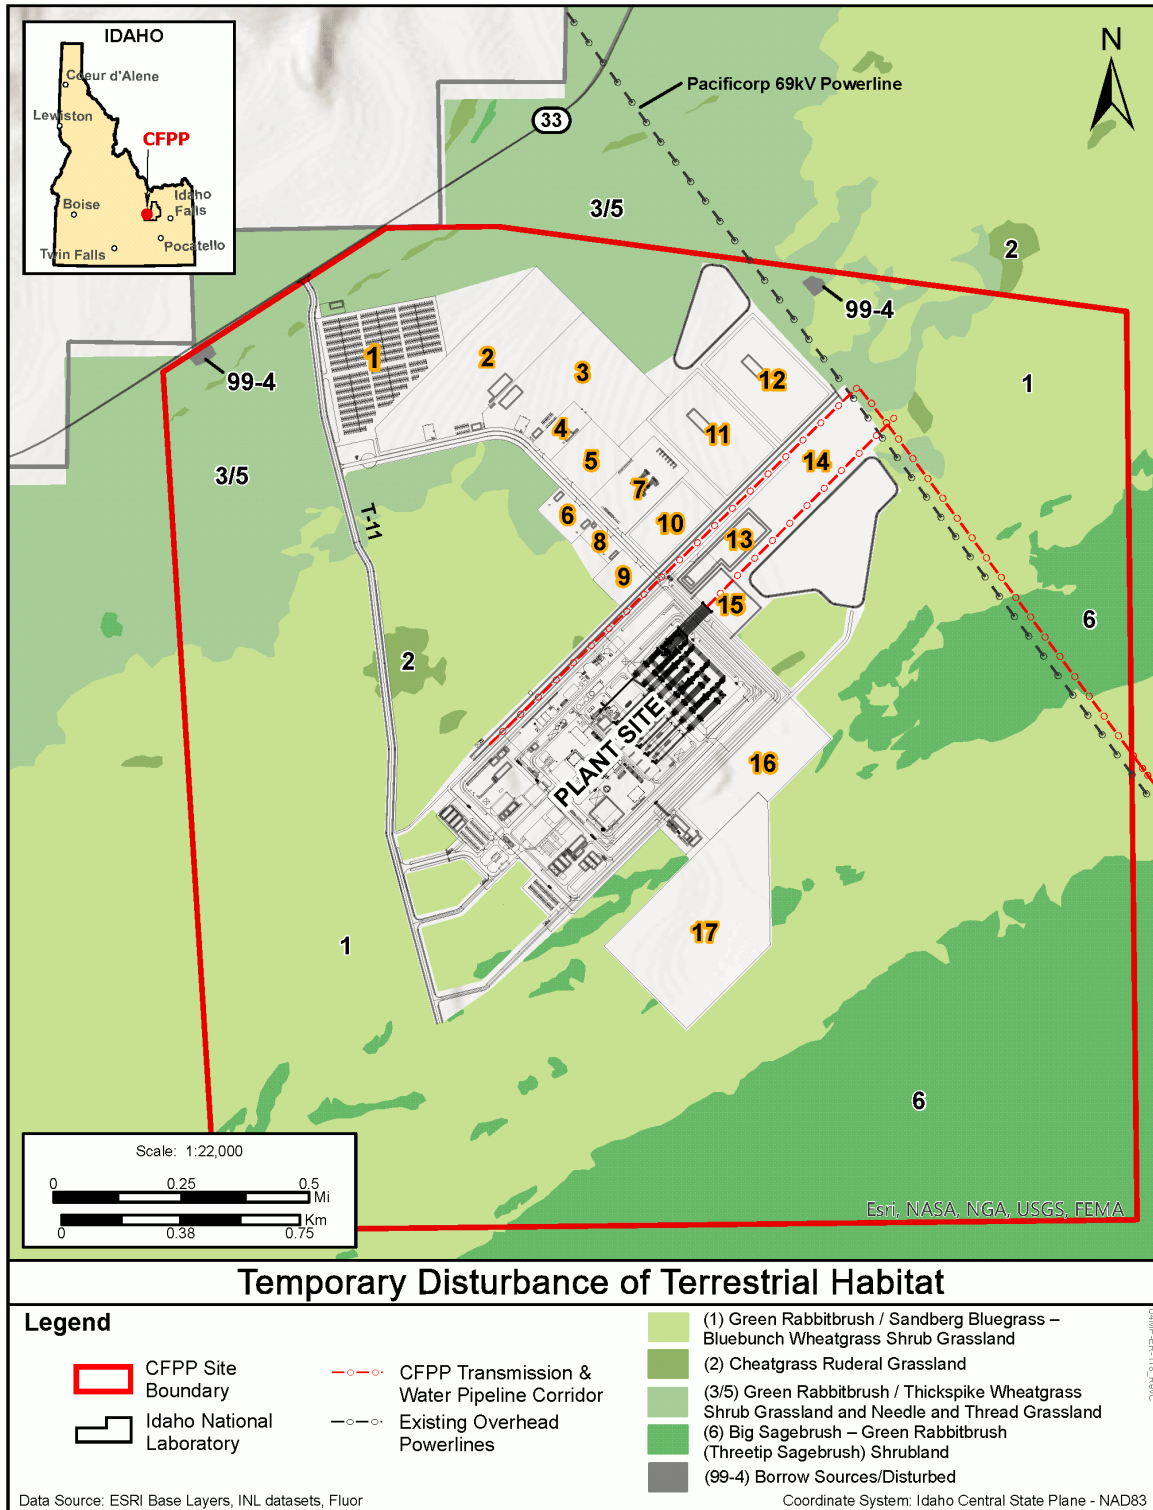 IDAHO
Coeur d'Alene
Lewiston
CFPP
Boise
Idaho
Falls
Twin Falls
Pocatello
N
Pacificorp 69kV Powerline
33
3/5
2
99-4
1
99-4
3/5
T-11
1
2
3
4
5
6
7
8
9
10
11
12
13
14
15
16
17
2
6
PLANT SITE
1
6
Scale: 1:22,000
0 0.25 0.5
Mi
Km
0 0.38 0.75
Esri, NASA, NGA, USGS, FEMA
Temporary Disturbance of Terrestrial Habitat
Legend
CFPP Site
Boundary
Idaho National
Laboratory
CFPP Transmission &
Water Pipeline Corridor
Existing Overhead
Powerlines
(1) Green Rabbitbrush / Sandberg Bluegrass –
Bluebunch Wheatgrass Shrub Grassland
(2) Cheatgrass Ruderal Grassland
(3/5) Green Rabbitbrush / Thickspike Wheatgrass
Shrub Grassland and Needle and Thread Grassland
(6) Big Sagebrush – Green Rabbitbrush
(Threetip Sagebrush) Shrubland
(99-4) Borrow Sources/Disturbed
Data Source: ESRI Base Layers, INL datasets, Fluor
Coordinate System: Idaho Central State Plane - NAD83